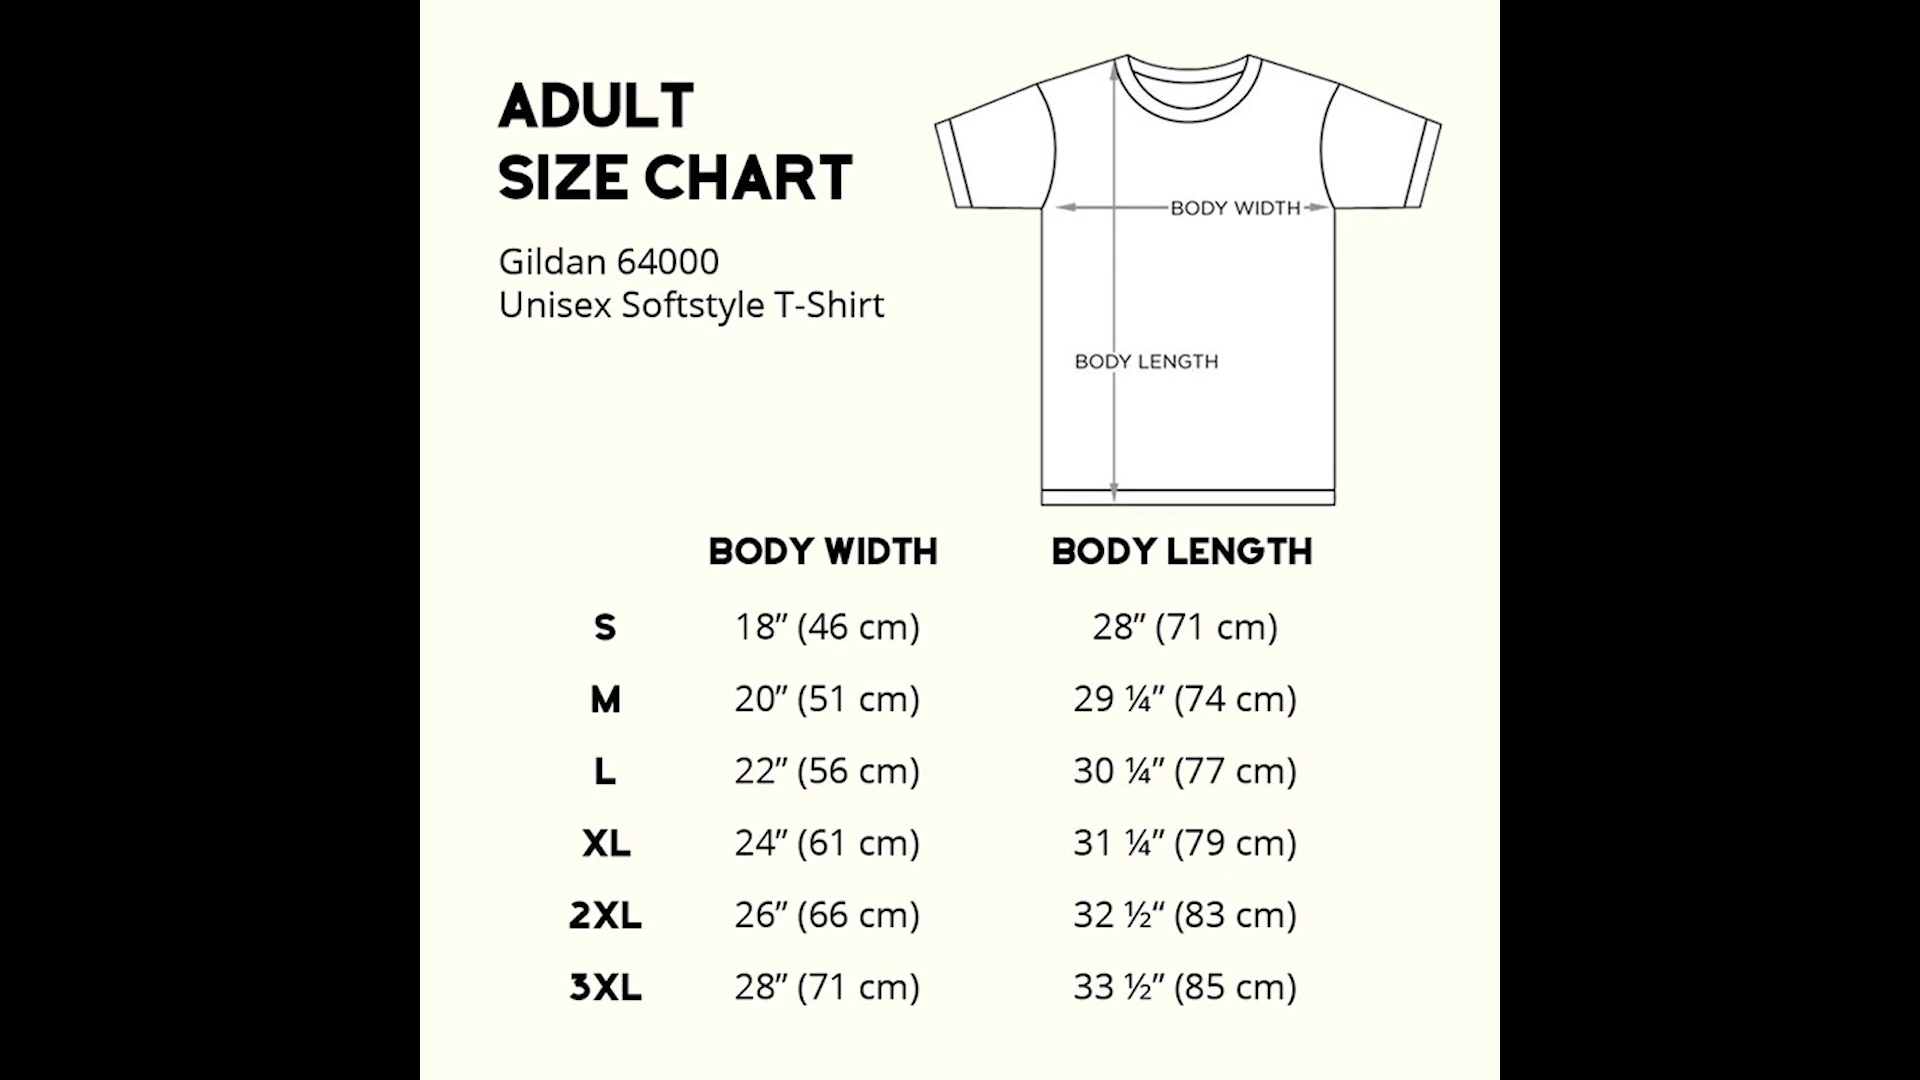 ADULT
SIZE CHART
Gildan 64000
Unisex Softstyle T-Shirt
BODY WIDTH
BODY LENGTH
BODY WIDTH BODY LENGTH
S 18” (46 cm) 28” (71 cm)
M 20” (51 cm) 29 ¼” (74 cm)
L 22” (56 cm) 30 ¼” (77 cm)
XL 24” (61 cm) 31 ¼” (79 cm)
2XL 26” (66 cm) 32 ½“ (83 cm)
3XL 28” (71 cm) 33 ½” (85 cm)